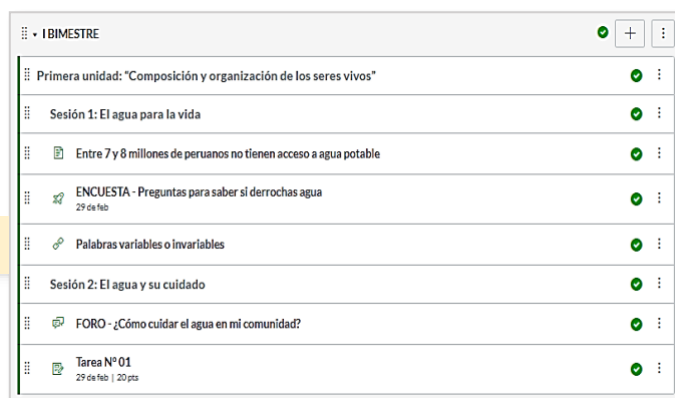 I BIMESTRE
Primera unidad: "Composición y organización de los seres vivos"
Sesión 1: El agua para la vida
Entre 7 y 8 millones de peruanos no tienen acceso a agua potable
ENCUESTA - Preguntas para saber si derrochas agua
29 de feb
Palabras variables o invariables
Sesión 2: El agua y su cuidado
FORO - ¿Cómo cuidar el agua en mi comunidad?
Tarea N° 01
29 de feb | 20 pts